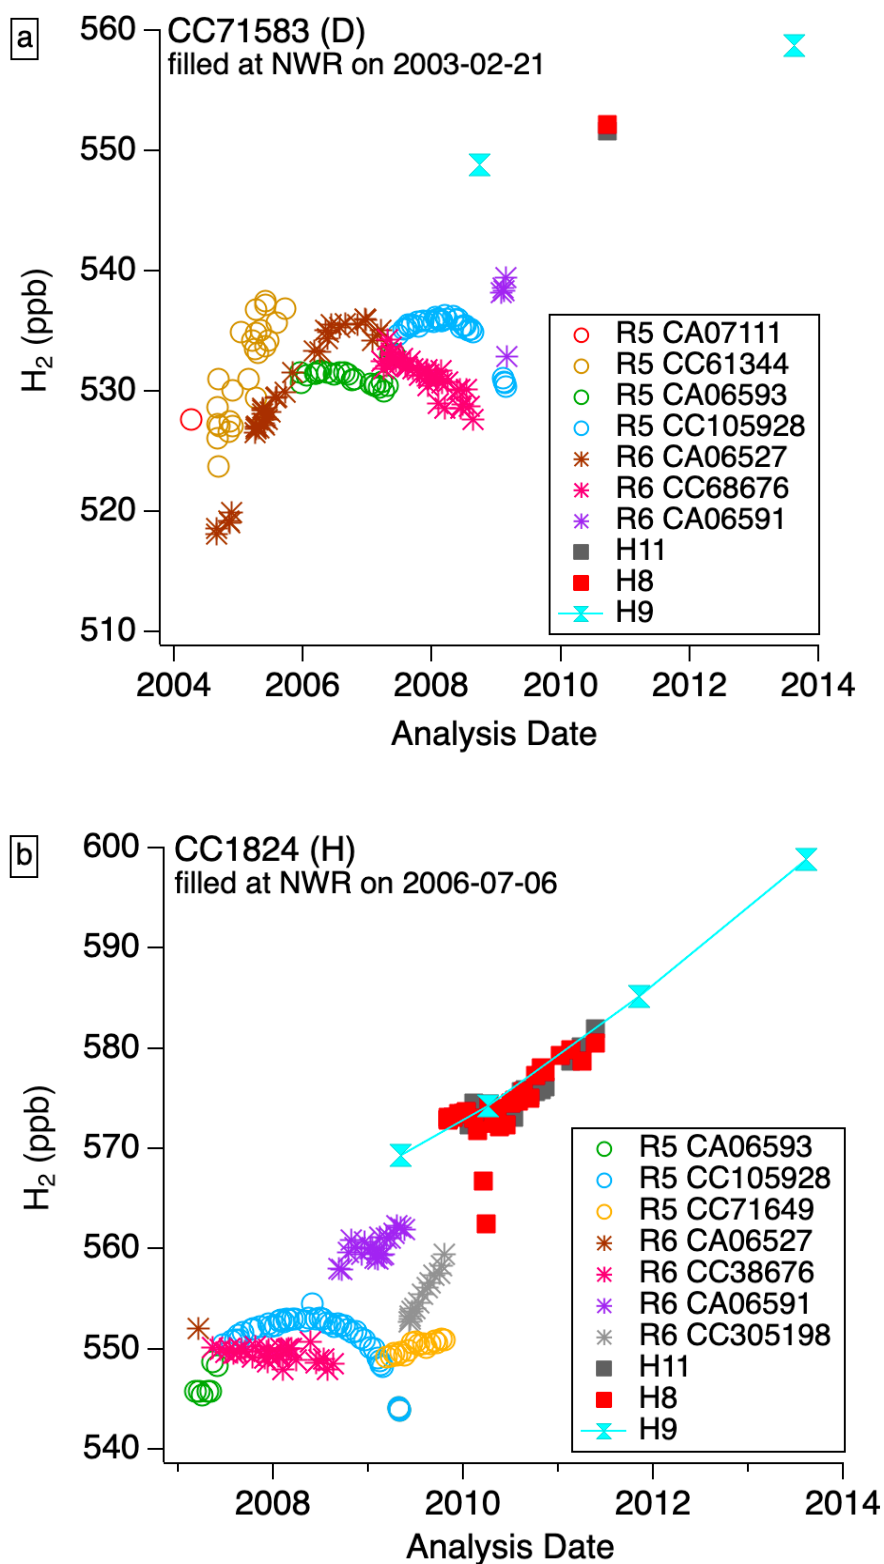 a
CC71583 (D)
filled at NWR on 2003-02-21
560
550
540
530
520
510
H₂ (ppb)
R5 CA07111
R5 CC61344
R5 CA06593
R5 CC105928
R6 CA06527
R6 CC68676
R6 CA06591
H11
H8
H9
2004 2006 2008 2010 2012 2014
Analysis Date
b
CC1824 (H)
filled at NWR on 2006-07-06
600
590
580
570
560
550
540
H₂ (ppb)
R5 CA06593
R5 CC105928
R5 CC71649
R6 CA06527
R6 CC38676
R6 CA06591
R6 CC305198
H11
H8
H9
2008 2010 2012 2014
Analysis Date